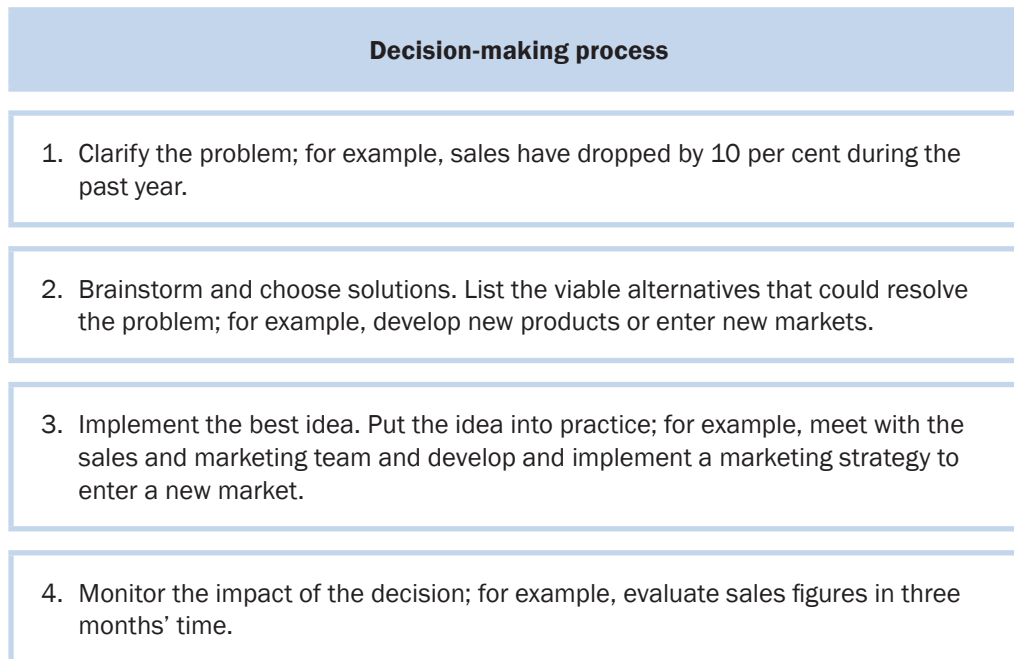 Decision-making process
1. Clarify the problem; for example, sales have dropped by 10 per cent during the
past year.
2. Brainstorm and choose solutions. List the viable alternatives that could resolve
the problem; for example, develop new products or enter new markets.
3. Implement the best idea. Put the idea into practice; for example, meet with the
sales and marketing team and develop and implement a marketing strategy to
enter a new market.
4. Monitor the impact of the decision; for example, evaluate sales figures in three
months’ time.